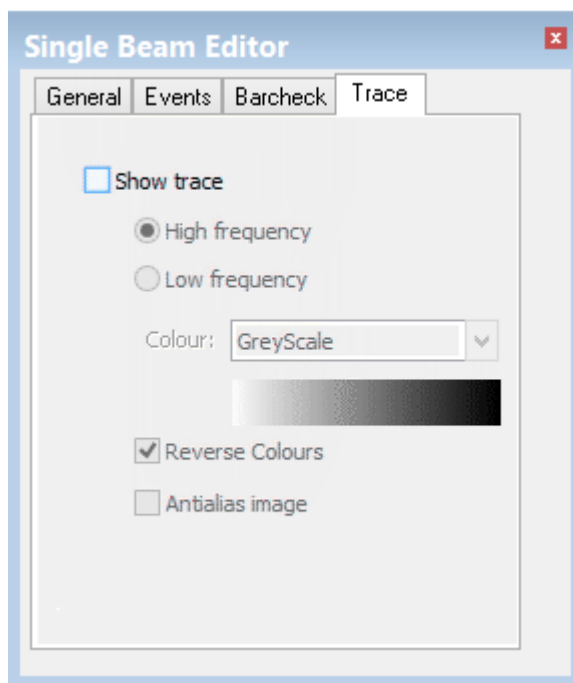 Single Beam Editor
General Events Barcheck Trace
Show trace
High frequency
Low frequency
Colour: GreyScale
Reverse Colours
Antialias image